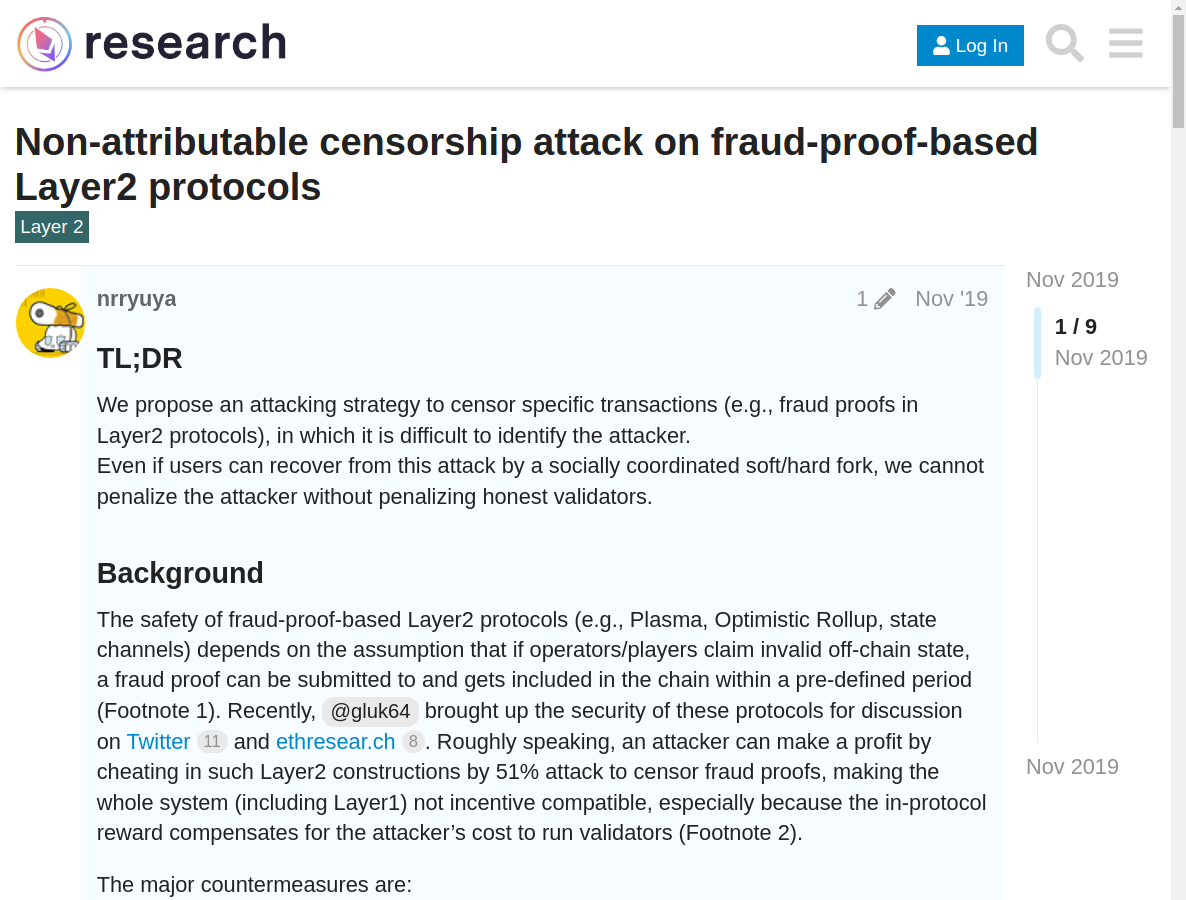 research
Log In
Non-attributable censorship attack on fraud-proof-based
Layer2 protocols
Layer 2
nrryuya
1
Nov '19
Nov 2019
1 / 9
Nov 2019
TL;DR
We propose an attacking strategy to censor specific transactions (e.g., fraud proofs in
Layer2 protocols), in which it is difficult to identify the attacker.
Even if users can recover from this attack by a socially coordinated soft/hard fork, we cannot
penalize the attacker without penalizing honest validators.
Background
The safety of fraud-proof-based Layer2 protocols (e.g., Plasma, Optimistic Rollup, state
channels) depends on the assumption that if operators/players claim invalid off-chain state,
a fraud proof can be submitted to and gets included in the chain within a pre-defined period
(Footnote 1). Recently, @gluk64 brought up the security of these protocols for discussion
on Twitter 11 and ethresear.ch 8. Roughly speaking, an attacker can make a profit by
cheating in such Layer2 constructions by 51% attack to censor fraud proofs, making the
whole system (including Layer1) not incentive compatible, especially because the in-protocol
reward compensates for the attacker’s cost to run validators (Footnote 2).
Nov 2019
The major countermeasures are: